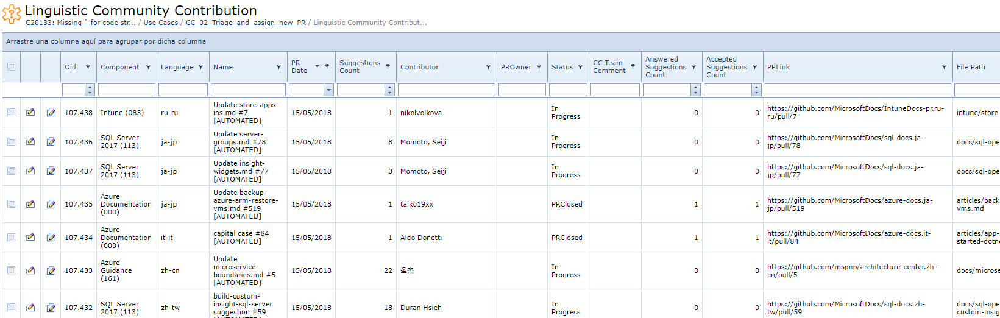 Linguistic Community Contribution
C20133: Missing ` for code str... / Use Cases / CC_02_Triage_and_assign_new_PR / Linguistic Community Contribut...
Arrastre una columna aquí para agrupar por dicha columna
Oid Component Language Name PR Date Suggestions Count Contributor PROwner Status CC Team Comment Answered Suggestions Count Accepted Suggestions Count PRLink File Path
107.438 Intune (083) ru-ru Update store-apps-ios.md #7 [AUTOMATED] 15/05/2018 1 nikolvolkova In Progress 0 0 https://github.com/MicrosoftDocs/IntuneDocs-pr.ru-ru/pull/7 intune/store-
107.436 SQL Server 2017 (113) ja-jp Update server-groups.md #78 [AUTOMATED] 15/05/2018 8 Momoto, Seiji In Progress 0 0 https://github.com/MicrosoftDocs/sql-docs.ja-jp/pull/78 docs/sql-ope
107.437 SQL Server 2017 (113) ja-jp Update insight-widgets.md #77 [AUTOMATED] 15/05/2018 3 Momoto, Seiji In Progress 0 0 https://github.com/MicrosoftDocs/sql-docs.ja-jp/pull/77 docs/sql-ope
107.435 Azure Documentation (000) ja-jp Update backup-azure-arm-restore-vms.md #519 [AUTOMATED] 15/05/2018 1 taiko19xx PRClosed 1 1 https://github.com/MicrosoftDocs/azure-docs.ja-jp/pull/519 articles/back vms.md
107.434 Azure Documentation (000) it-it capital case #84 [AUTOMATED] 15/05/2018 1 Aldo Donetti PRClosed 1 1 https://github.com/MicrosoftDocs/azure-docs.it-it/pull/84 articles/app- started-dotne
107.433 Azure Guidance (161) zh-cn Update microservice-boundaries.md #5 [AUTOMATED] 15/05/2018 22 圣杰 In Progress 0 0 https://github.com/mspnp/architecture-center.zh-cn/pull/5 docs/microse
107.432 SQL Server 2017 (113) zh-tw build-custom-insight-sql-server suggestion #59 [AUTOMATED] 15/05/2018 18 Duran Hsieh In Progress 0 0 https://github.com/MicrosoftDocs/sql-docs.zh-tw/pull/59 docs/sql-ope custom-insig